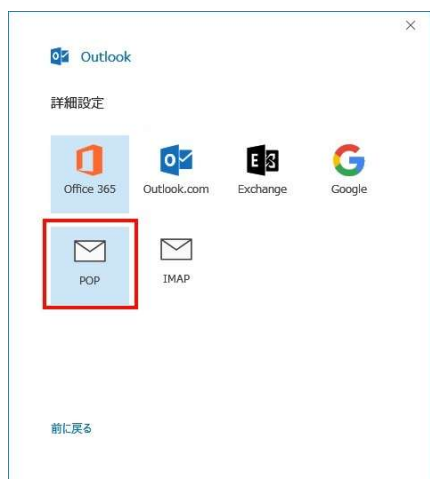 Outlook
詳細設定
Office 365
Outlook.com
Exchange
Google
POP
IMAP
前に戻る